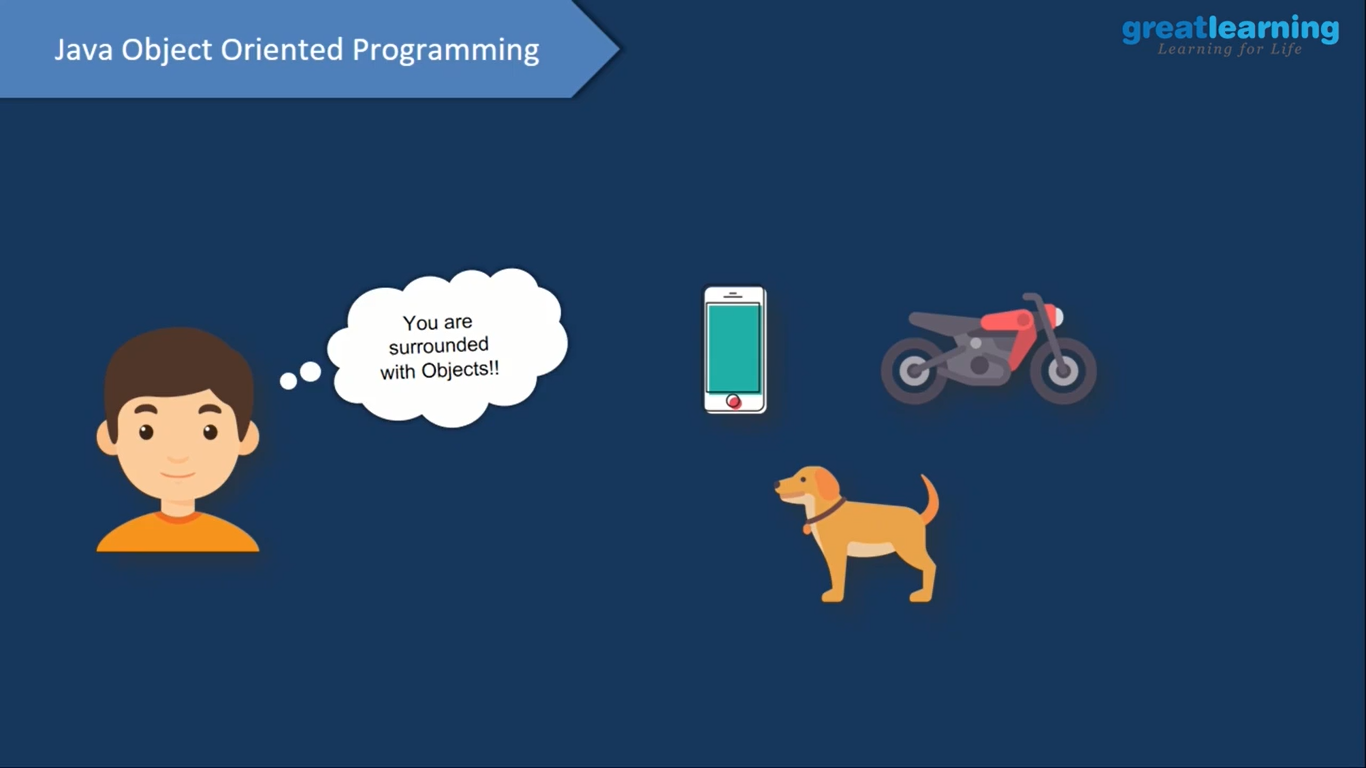 Java Object Oriented Programming
greatlearning
Learning for Life
You are
surrounded
with Objects!!